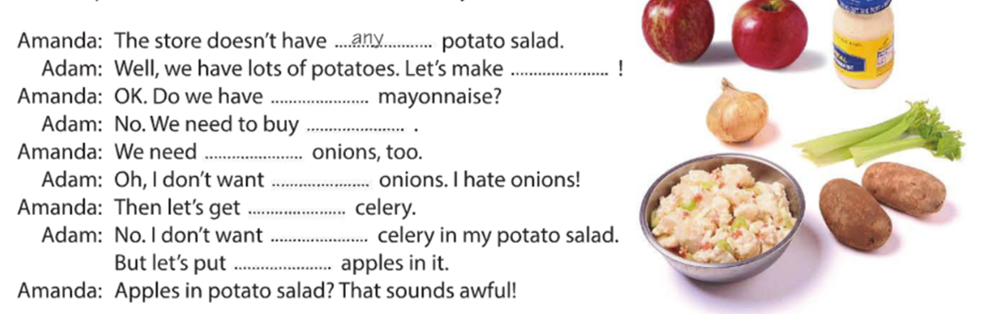 Amanda: The store doesn't have any potato salad.
Adam: Well, we have lots of potatoes. Let's make .................... !
Amanda: OK. Do we have .................... mayonnaise?
Adam: No. We need to buy .................... .
Amanda: We need .................... onions, too.
Adam: Oh, I don't want .................... onions. I hate onions!
Amanda: Then let's get .................... celery.
Adam: No. I don't want .................... celery in my potato salad.
But let's put .................... apples in it.
Amanda: Apples in potato salad? That sounds awful!